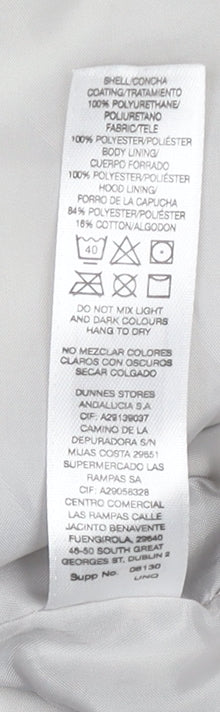 SHELL/CONCHA
COATING/TRATAMIENTO
100% POLYURETHANE/
POLIURETANO
FABRIC/TELE
100% POLYESTER/POLIÉSTER
BODY LINING/
CUERPO FORRADO
100% POLYESTER/POLIÉSTER
HOOD LINING/
FORRO DE LA CAPUCHA
84% POLYESTER/POLIÉSTER
16% COTTON/ALGODON
40
DO NOT MIX LIGHT
AND DARK COLOURS
HANG TO DRY
NO MEZCLAR COLORES
CLAROS CON OSCUROS
SECAR COLGADO
DUNNES STORES
ANDALUCIA S.A
CIF: A29139037
CAMINO DE LA
DEPURADORA S/N
MIJAS COSTA 29651
SUPERMERCADO LAS
RAMPAS SA
CIF: A29058328
CENTRO COMERCIAL
LAS RAMPAS CALLE
JACINTO BENAVENTE
FUENGIROLA, 29640
46-50 SOUTH GREAT
GEORGES ST, DUBLIN 2
Supp No. 08130
UNO